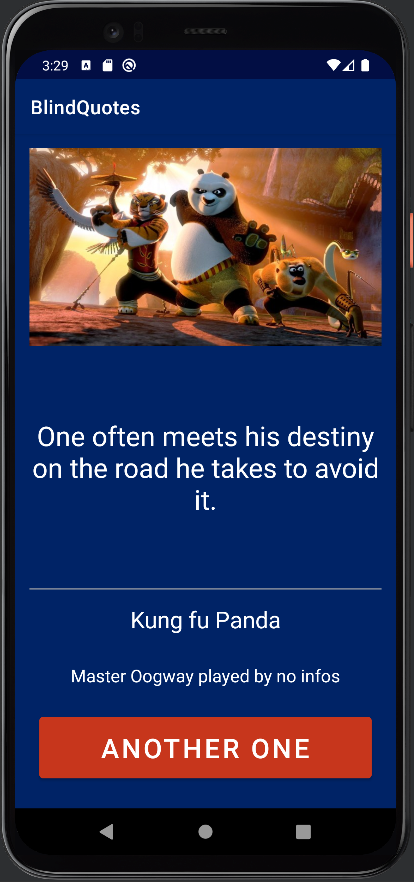 3:29
BlindQuotes
One often meets his destiny
on the road he takes to avoid
it.
Kung fu Panda
Master Oogway played by no infos
ANOTHER ONE